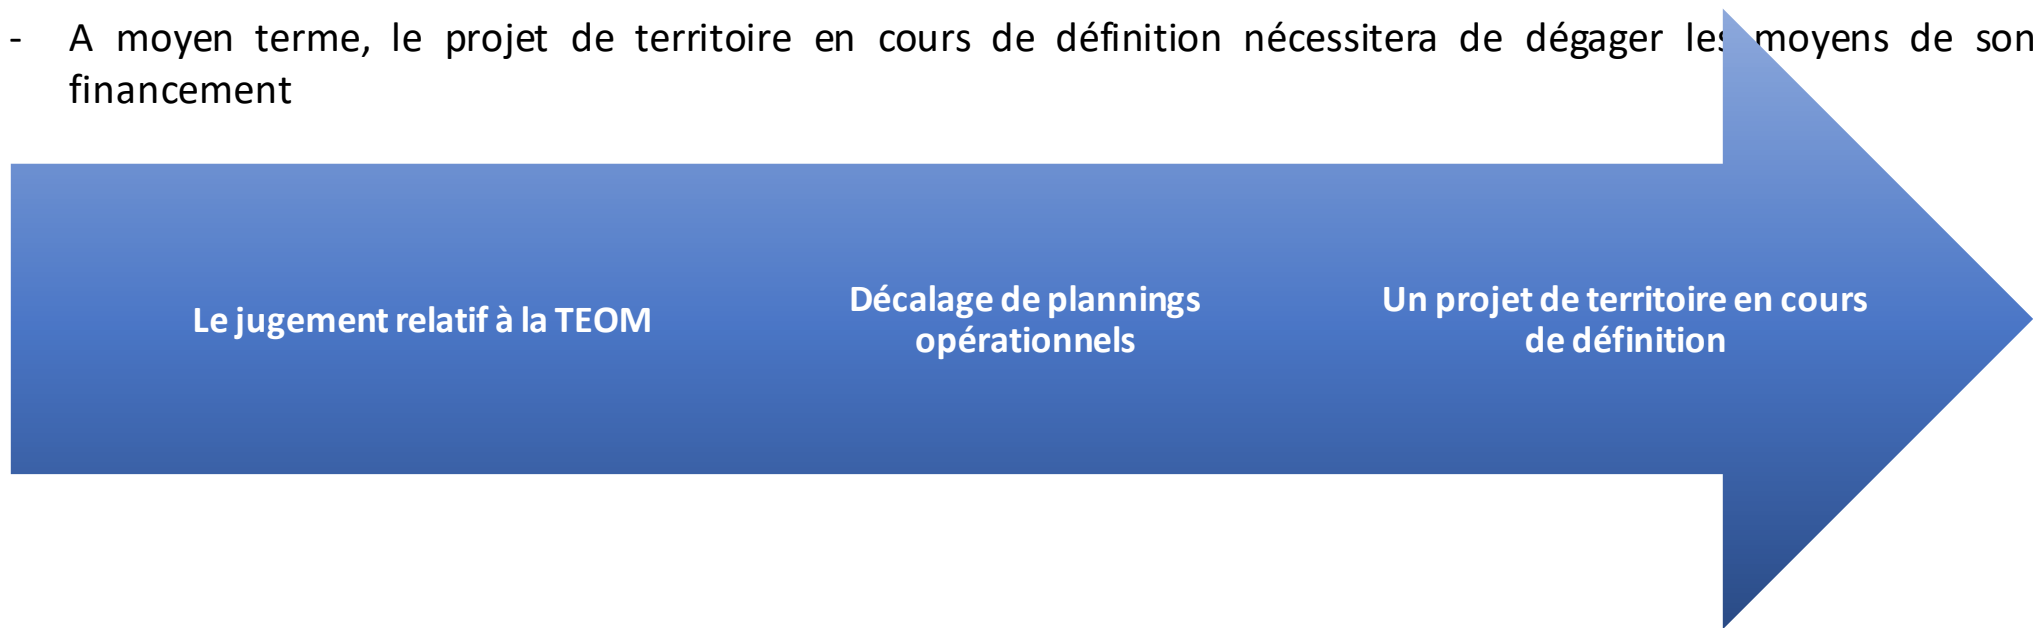 - A moyen terme, le projet de territoire en cours de définition nécessitera de dégager les moyens de son
financement
Le jugement relatif à la TEOM
Décalage de plannings
opérationnels
Un projet de territoire en cours
de définition